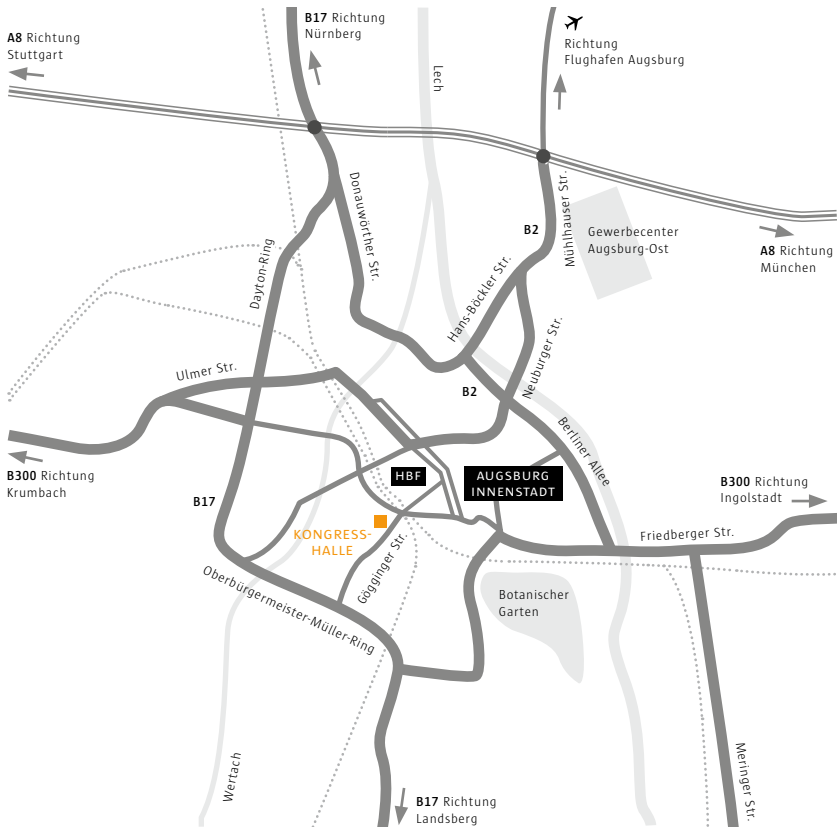 B17 Richtung
Nürnberg
A8 Richtung
Stuttgart
Richtung
Flughafen Augsburg
Lech
Donauwörther Str.
Mühlhauser Str.
B2
Gewerbecenter
Augsburg-Ost
A8 Richtung
München
Dayton-Ring
Hans-Böckler Str.
Neuburger Str.
Ulmer Str.
B2
Berliner Allee
B300 Richtung
Krumbach
HBF
AUGSBURG
INNENSTADT
B300 Richtung
Ingolstadt
B17
KONGRESS-
HALLE
Friedberger Str.
Gögginger Str.
Oberbürgermeister-Müller-Ring
Botanischer
Garten
Wertach
Meringer Str.
B17 Richtung
Landsberg